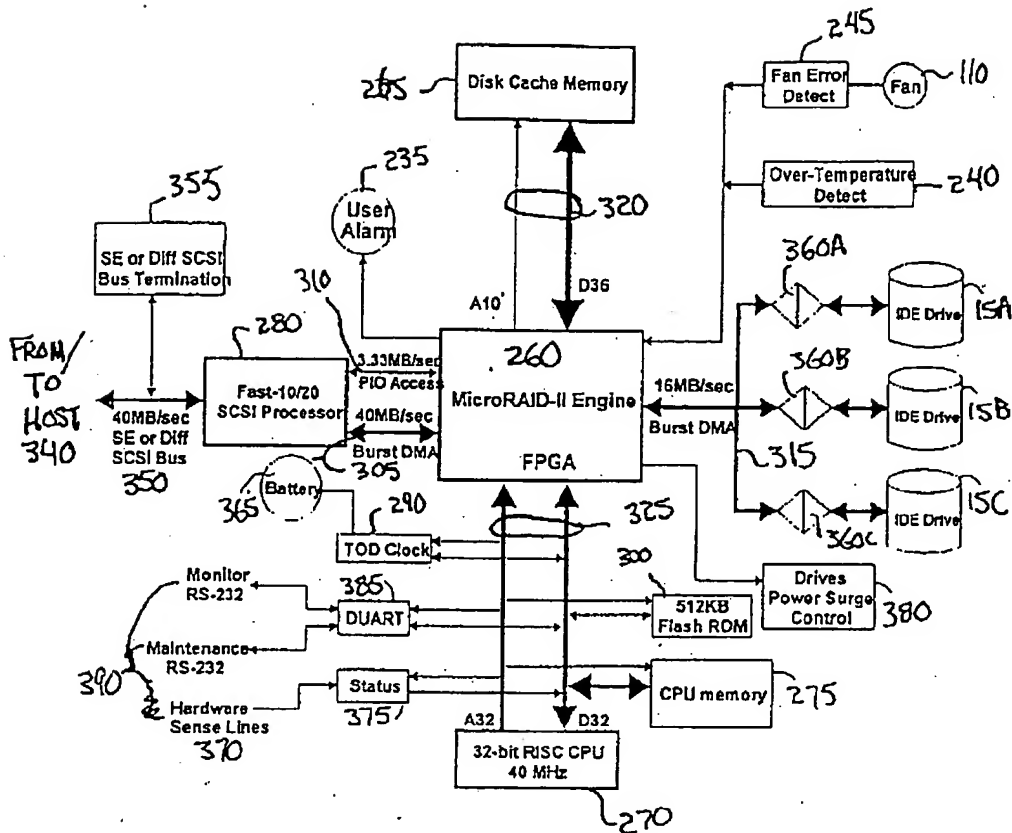 245
110
Fan Error
Detect
Fan
Disk Cache Memory
265
Over-Temperature
Detect
240
235
User
Alarm
320
355
SE or Diff SCSI
Bus Termination
310
A10
D36
360A
IDE Drive
15A
FROM/
TO
HOST
340
280
Fast-10/20
SCSI Processor
3.33MB/sec
PIO Access
260
MicroRAID-II Engine
FPGA
16MB/sec
Burst DMA
360B
IDE Drive
15B
40MB/sec
SE or Diff
SCSI Bus
350
40MB/sec
Burst DMA
305
315
365
Battery
290
TOD Clock
325
360C
IDE Drive
15C
Monitor
RS-232
385
DUART
300
512KB
Flash RDM
Drives
Power Surge
Control
380
390
Maintenance
RS-232
Hardware
Sense Lines
370
Status
375
CPU memory
275
A32
D32
32-bit RISC CPU
40 MHz
270